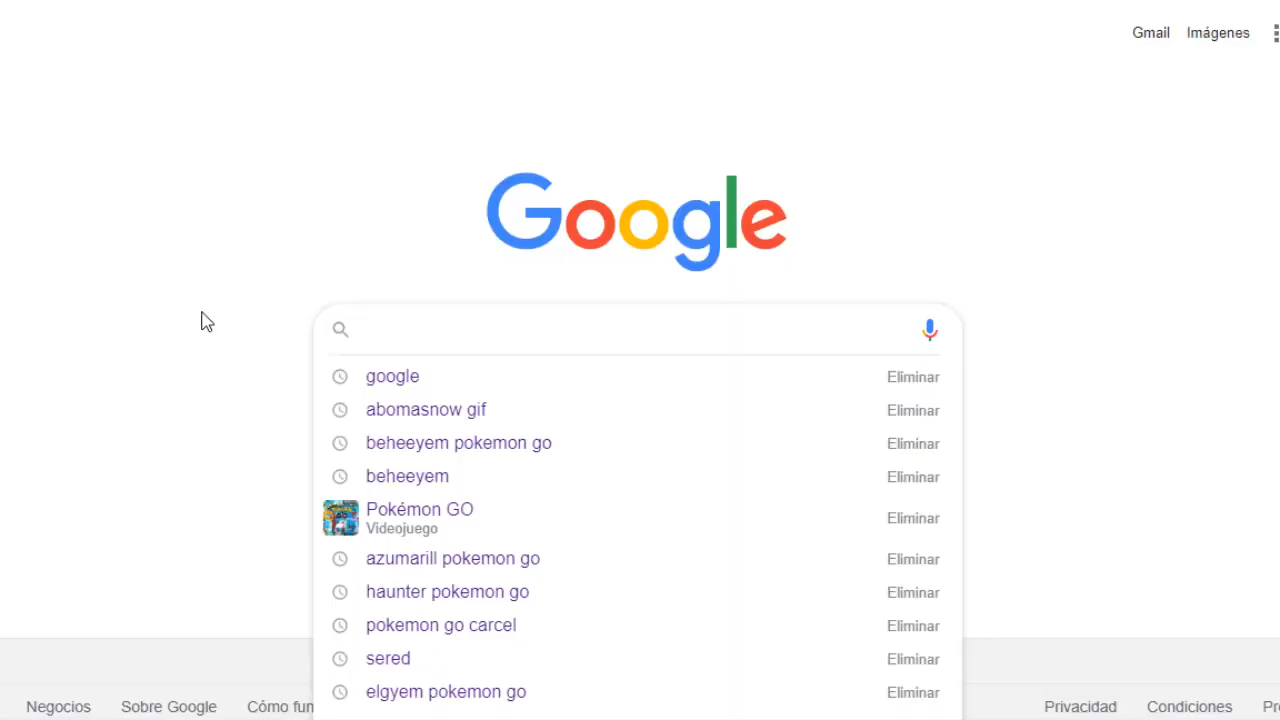 Gmail Imágenes
Google
google Eliminar
abomasnow gif Eliminar
beheeyem pokemon go Eliminar
beheeyem Eliminar
Pokémon GO
Videojuego Eliminar
azumarill pokemon go Eliminar
haunter pokemon go Eliminar
pokemon go carcel Eliminar
sered Eliminar
elgyem pokemon go Eliminar
Negocios Sobre Google Cómo Privacidad Condiciones